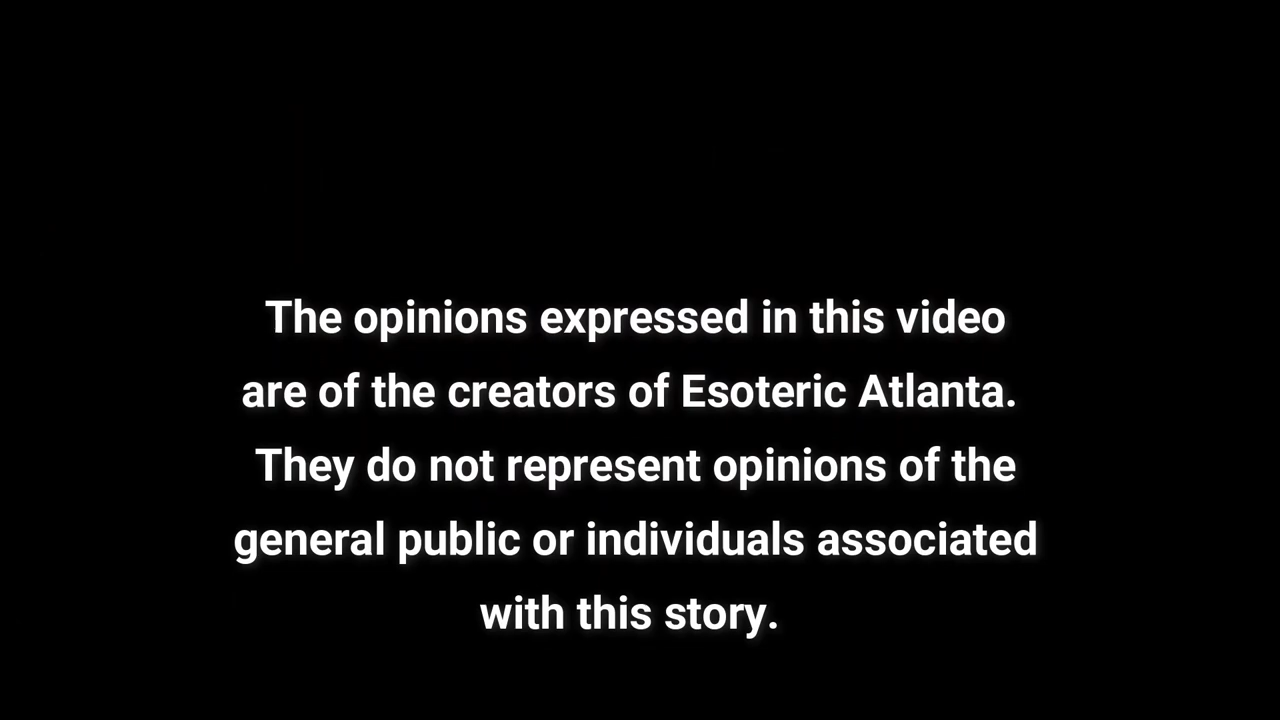 The opinions expressed in this video
are of the creators of Esoteric Atlanta.
They do not represent opinions of the
general public or individuals associated
with this story.